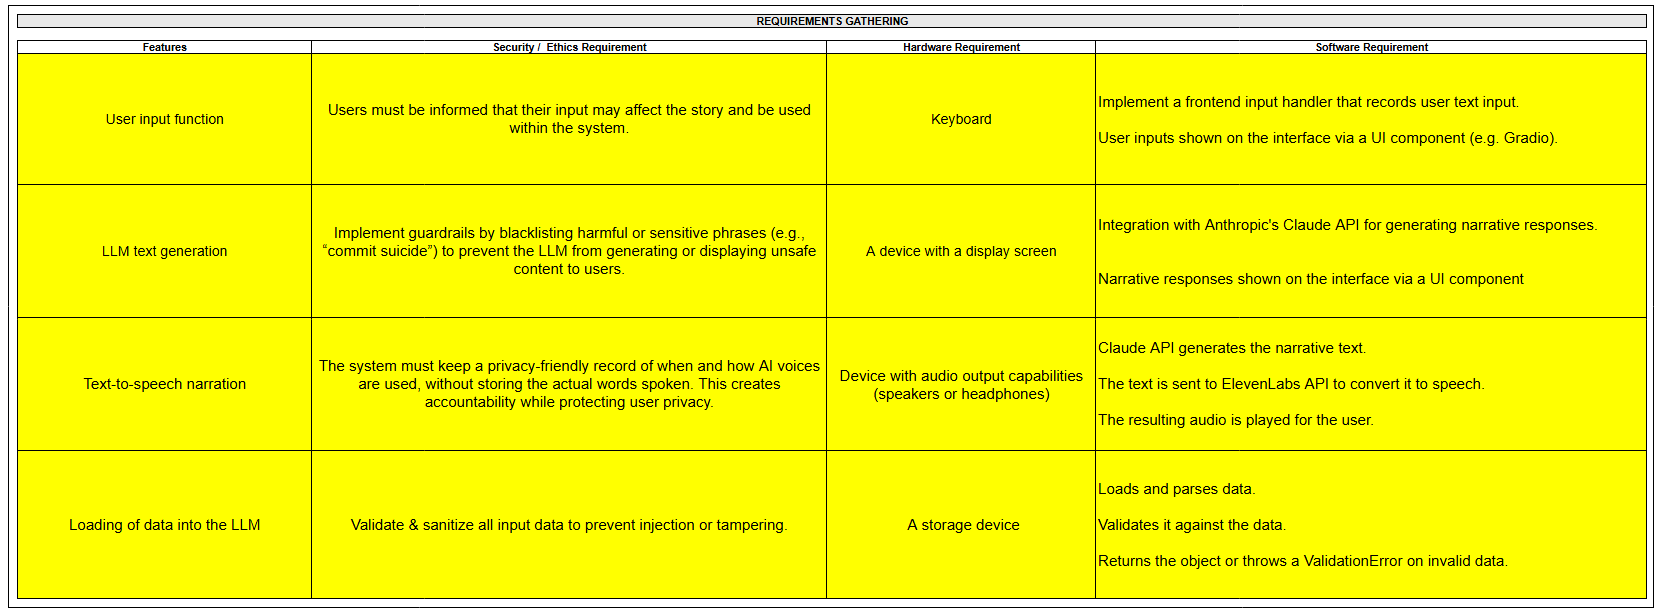 REQUIREMENTS GATHERING
Features
Security /  Ethics Requirement
Hardware Requirement
Software Requirement
User input function
Users must be informed that their input may affect the story and be used
within the system.
Keyboard
Implement a frontend input handler that records user text input.
User inputs shown on the interface via a UI component (e.g. Gradio).
LLM text generation
Implement guardrails by blacklisting harmful or sensitive phrases (e.g.,
“commit suicide”) to prevent the LLM from generating or displaying unsafe
content to users.
A device with a display screen
Integration with Anthropic's Claude API for generating narrative responses.
Narrative responses shown on the interface via a UI component
Text-to-speech narration
The system must keep a privacy-friendly record of when and how AI voices
are used, without storing the actual words spoken. This creates
accountability while protecting user privacy.
Device with audio output capabilities
(speakers or headphones)
Claude API generates the narrative text.
The text is sent to ElevenLabs API to convert it to speech.
The resulting audio is played for the user.
Loading of data into the LLM
Validate & sanitize all input data to prevent injection or tampering.
A storage device
Loads and parses data.
Validates it against the data.
Returns the object or throws a ValidationError on invalid data.